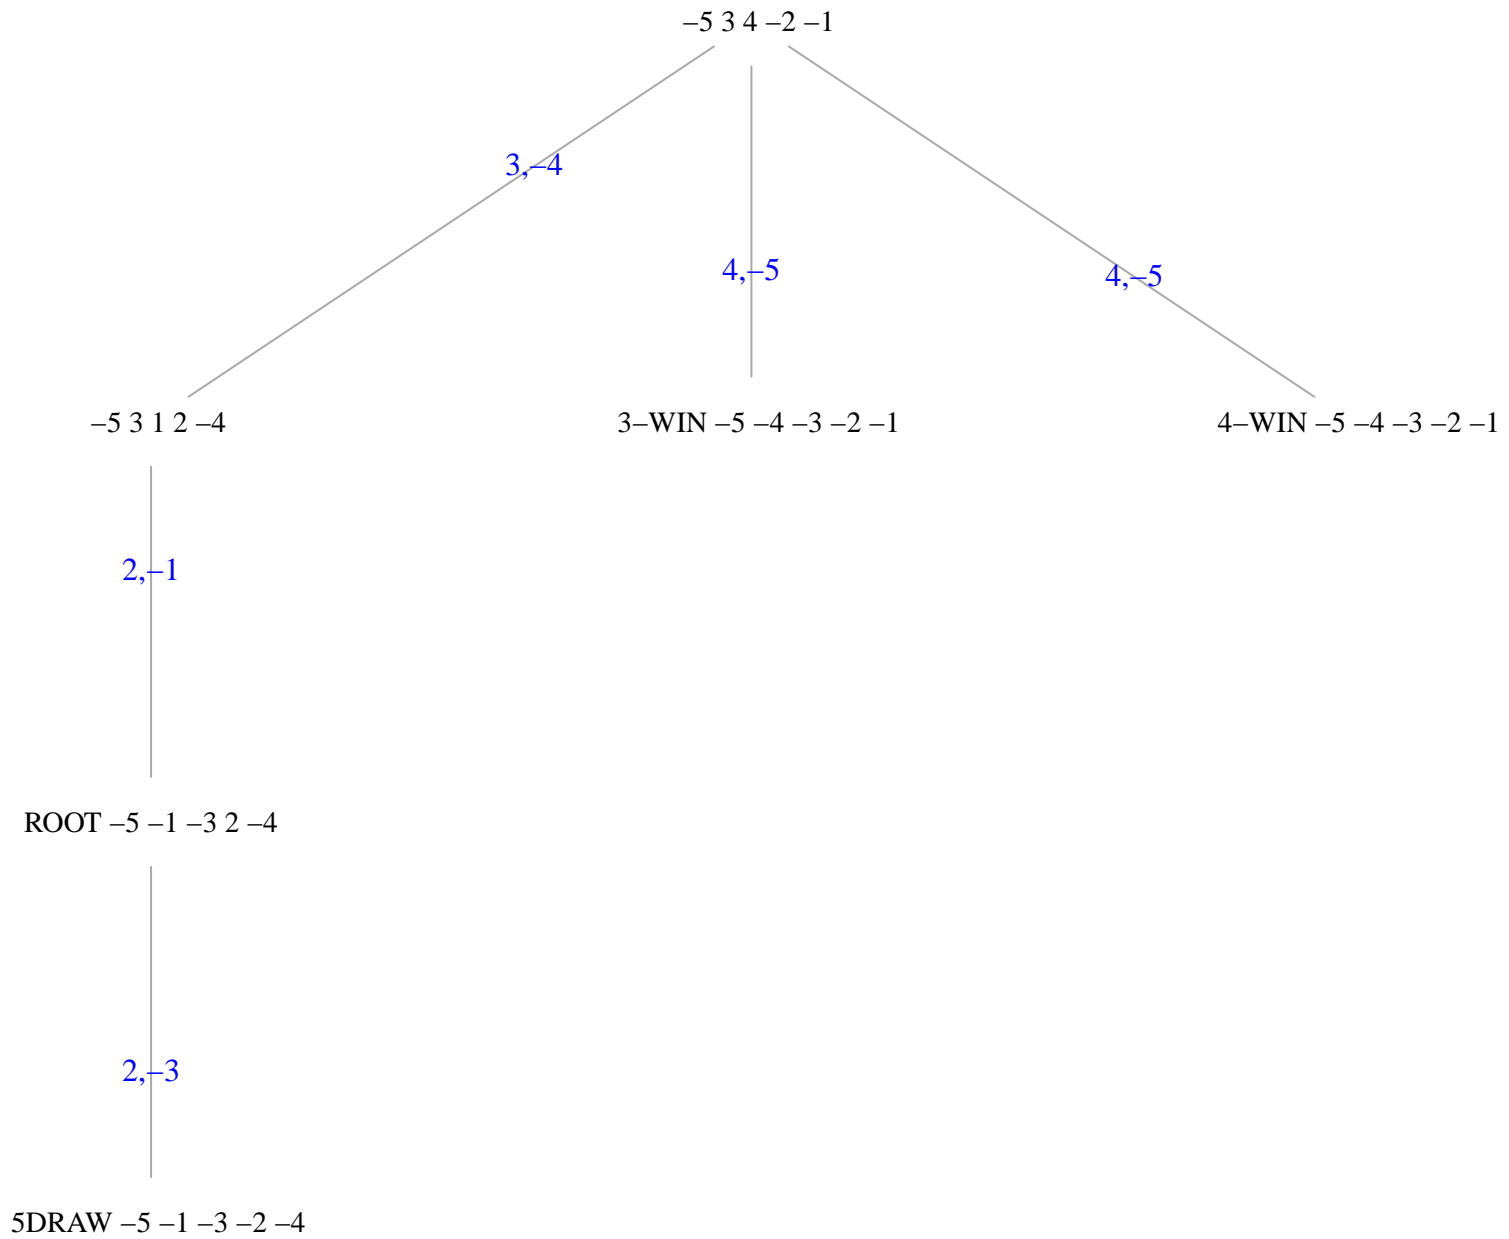 –5 3 4 –2 –1
3,–4
4,–5
4,–5
–5 3 1 2 –4
3–WIN –5 –4 –3 –2 –1
4–WIN –5 –4 –3 –2 –1
2,–1
ROOT –5 –1 –3 2 –4
2,–3
5DRAW –5 –1 –3 –2 –4